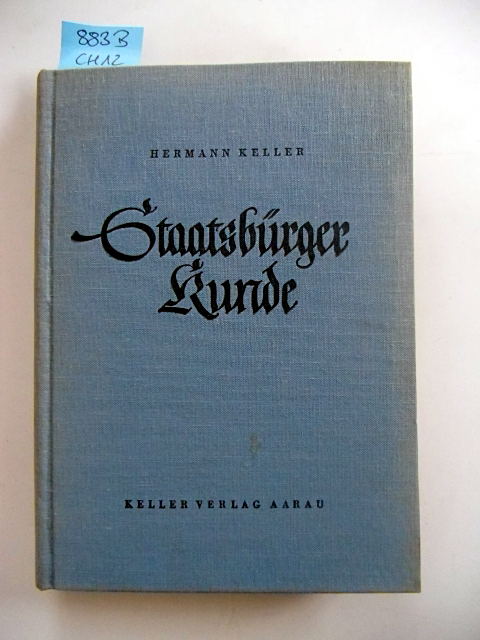 883B
CH12
HERMANN KELLER
Staatsbürger
Kunde
KELLER VERLAG AARAU